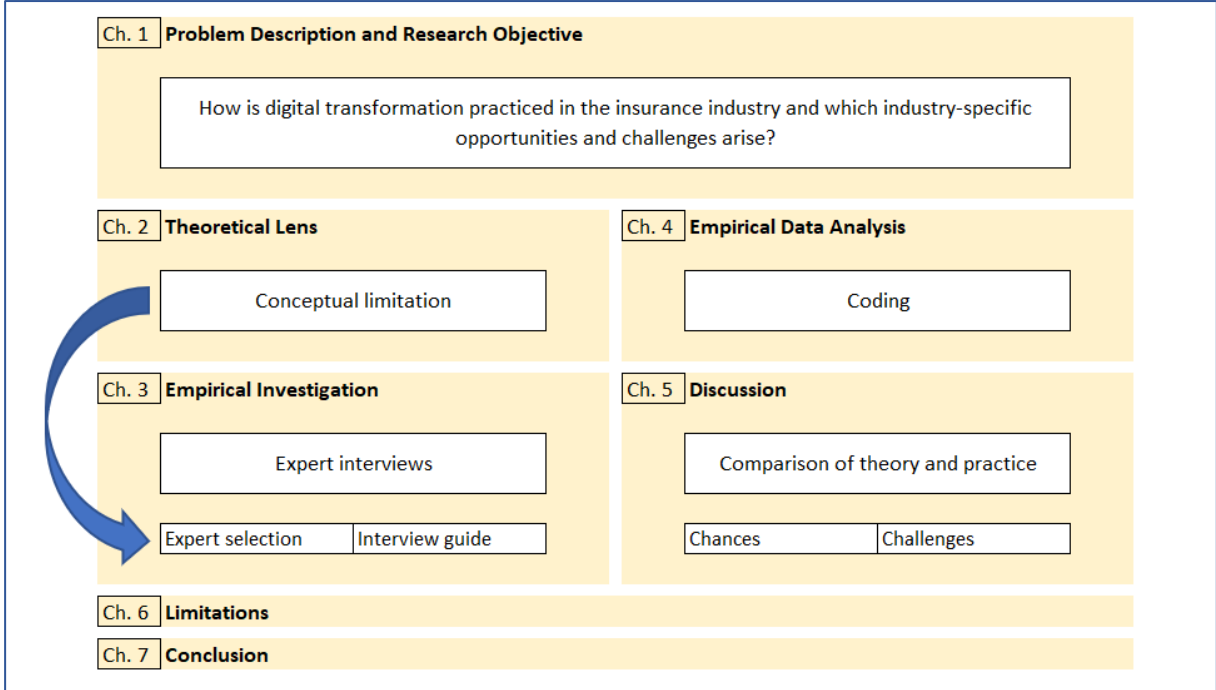 Ch. 1 Problem Description and Research Objective
How is digital transformation practiced in the insurance industry and which industry-specific
opportunities and challenges arise?
Ch. 2 Theoretical Lens
Conceptual limitation
Ch. 3 Empirical Investigation
Expert interviews
Expert selection Interview guide
Ch. 4 Empirical Data Analysis
Coding
Ch. 5 Discussion
Comparison of theory and practice
Chances Challenges
Ch. 6 Limitations
Ch. 7 Conclusion